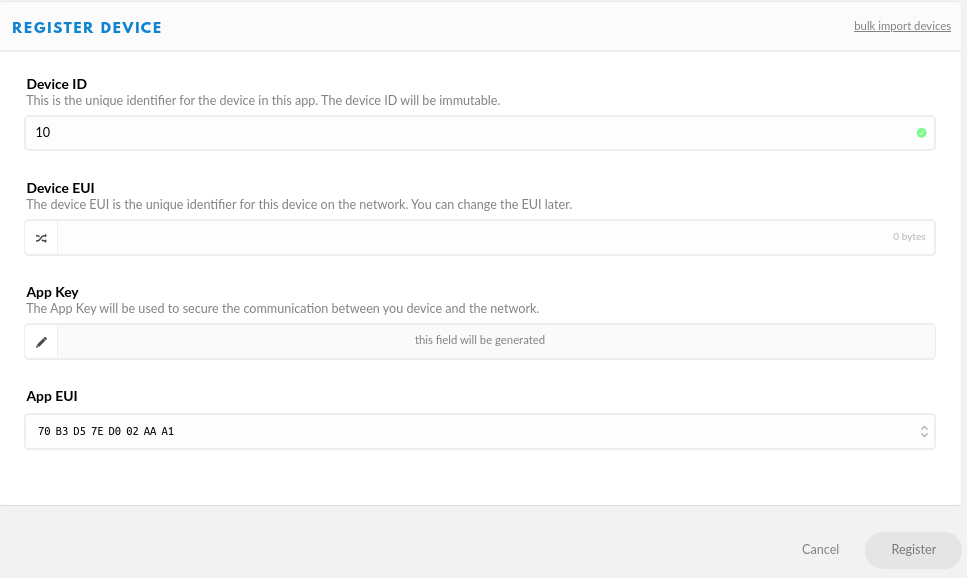 REGISTER DEVICE
bulk import devices
Device ID
This is the unique identifier for the device in this app. The device ID will be immutable.
10
Device EUI
The device EUI is the unique identifier for this device on the network. You can change the EUI later.
0 bytes
App Key
The App Key will be used to secure the communication between you device and the network.
this field will be generated
App EUI
70 B3 D5 7E D0 02 AA A1
Cancel
Register